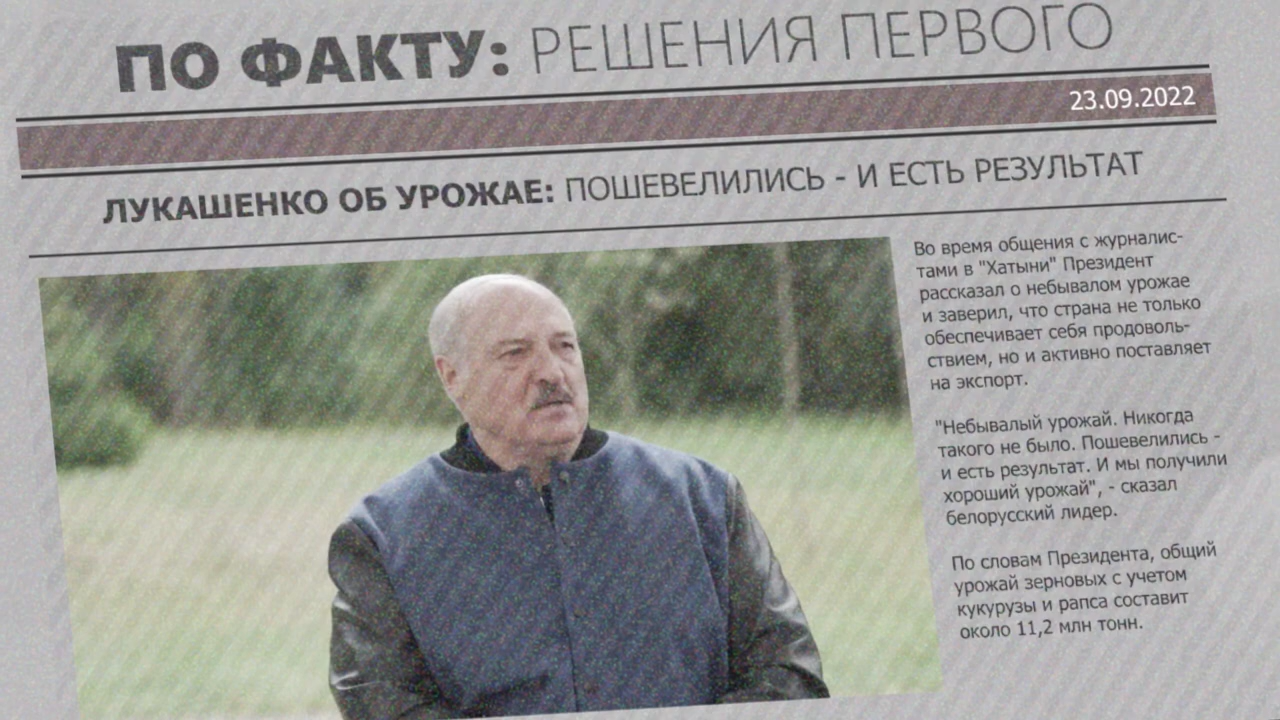 ПО ФАКТУ: РЕШЕНИЯ ПЕРВОГО
23.09.2022
ЛУКАШЕНКО ОБ УРОЖАЕ: ПОШЕВЕЛИЛИСЬ - И ЕСТЬ РЕЗУЛЬТАТ
Во время общения с журналис-
тами в "Хатыни" Президент
рассказал о небывалом урожае
и заверил, что страна не только
обеспечивает себя продоволь-
ствием, но и активно поставляет
на экспорт.
"Небывалый урожай. Никогда
такого не было. Пошевелились -
и есть результат. И мы получили
хороший урожай", - сказал
белорусский лидер.
По словам Президента, общий
урожай зерновых с учетом
кукурузы и рапса составит
около 11,2 млн тонн.